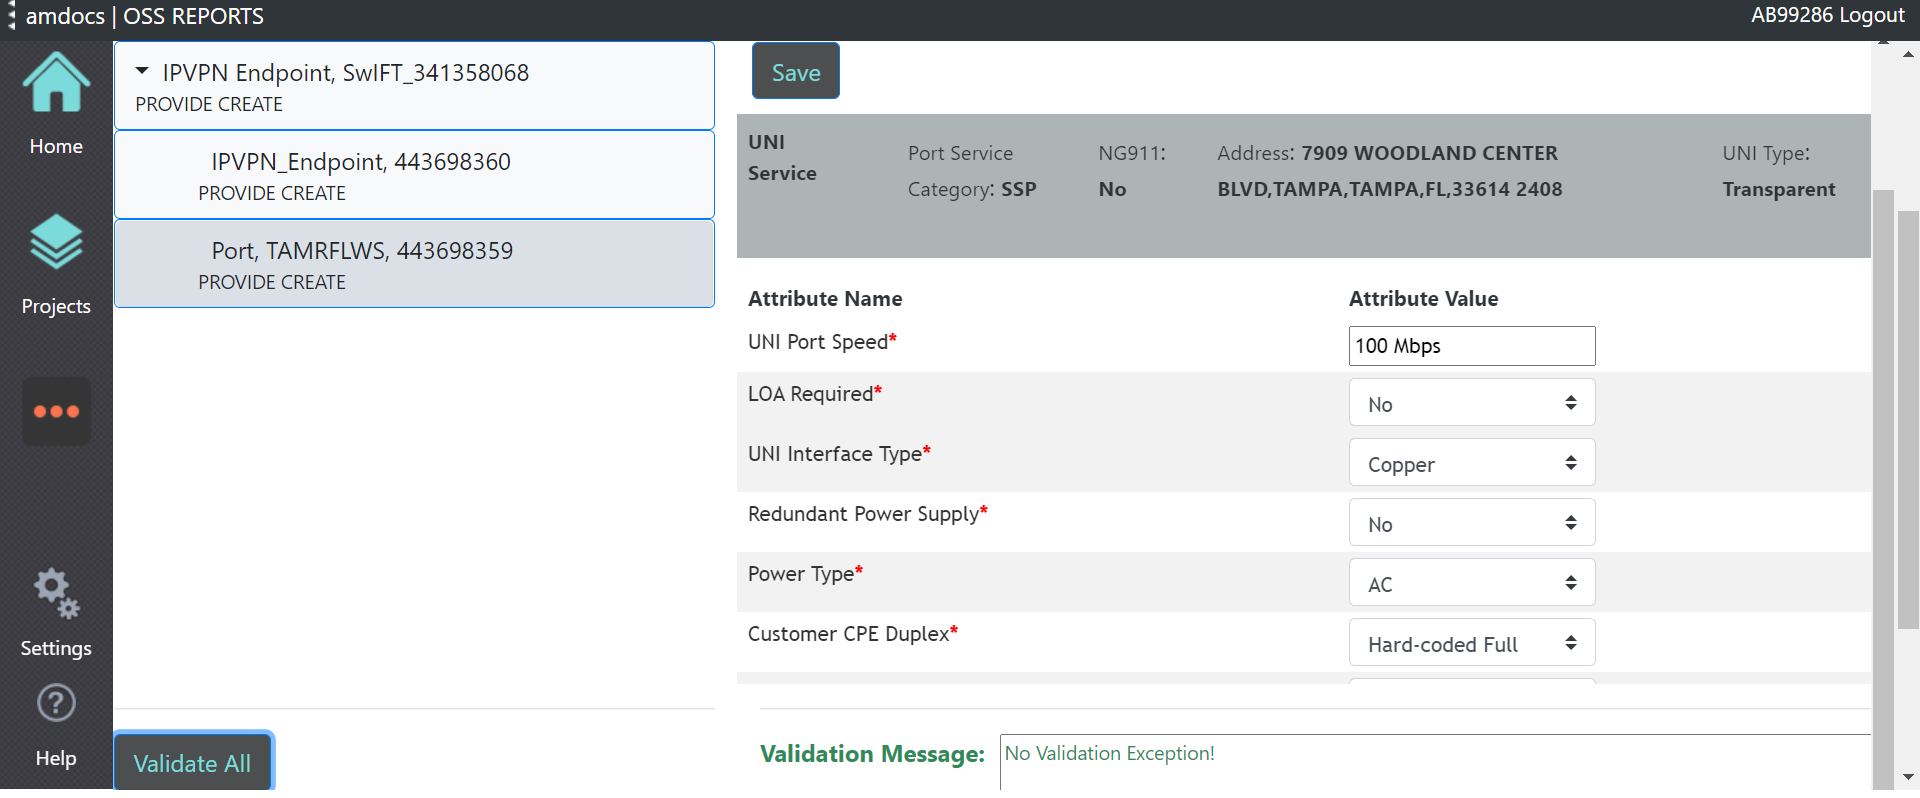 amdocs | OSS REPORTS
AB99286 Logout
Home
Projects
Settings
?
Help
IPVPN Endpoint, SwIFT_341358068
PROVIDE CREATE
IPVPN_Endpoint, 443698360
PROVIDE CREATE
Port, TAMRFLWS, 443698359
PROVIDE CREATE
Validate All
Save
UNI
Service
Port Service
Category: SSP
NG911:
No
Address: 7909 WOODLAND CENTER
BLVD,TAMPA,TAMPA,FL,33614 2408
UNI Type:
Transparent
Attribute Name Attribute Value
UNI Port Speed* 100 Mbps
LOA Required* No
UNI Interface Type* Copper
Redundant Power Supply* No
Power Type* AC
Customer CPE Duplex* Hard-coded Full
Validation Message: No Validation Exception!